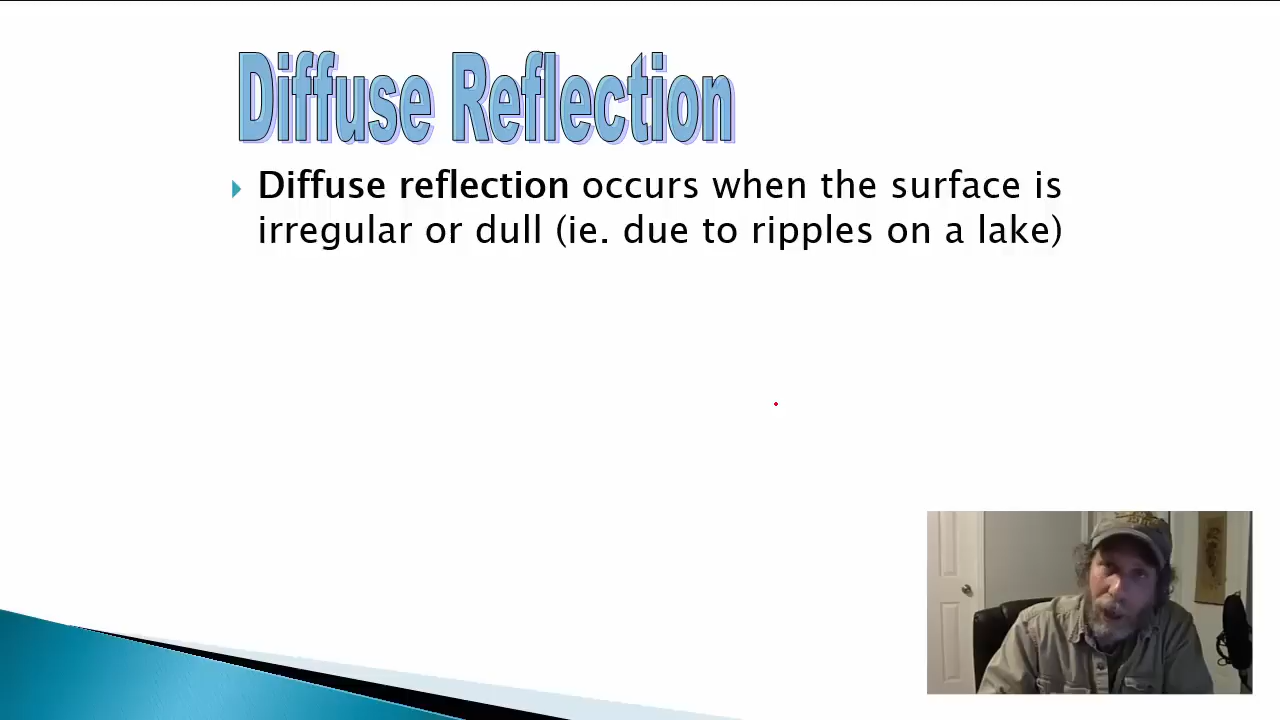 Diffuse Reflection
Diffuse reflection occurs when the surface is
irregular or dull (ie. due to ripples on a lake)